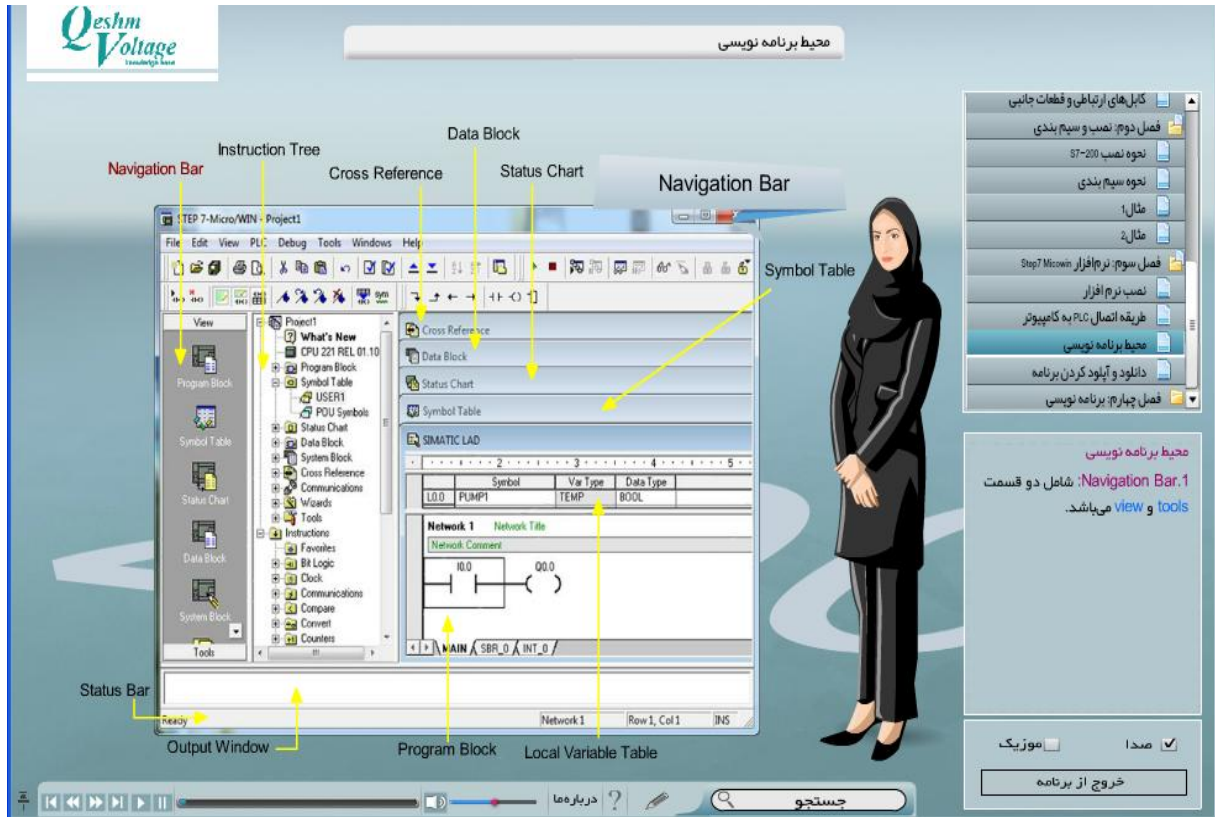 Qeshm
Voltage
محیط برنامه نویسی
Data Block
Instruction Tree
Navigation Bar
Cross Reference
Status Chart
Navigation Bar
Symbol Table
STEP 7-Micro/WIN - Project1
File Edit View PLC Debug Tools Windows Help
View
Program Block
Symbol Table
Status Chart
Data Block
System Block
Tools
Project1
What's New
CPU 221 REL 01.10
Program Block
Symbol Table
USER1
POU Symbols
Status Chart
Data Block
System Block
Cross Reference
Communications
Wizards
Tools
Instructions
Favorites
Bit Logic
Clock
Communications
Compare
Convert
Counters
Cross Reference
Data Block
Status Chart
Symbol Table
SIMATIC LAD
2 3 4 5
Symbol Var Type Data Type
L0.0 PUMP1 TEMP BOOL
Network 1 Network Title
Network Comment
I0.0 Q0.0
MAIN SBR_0 INT_0
Ready Network 1 Row 1, Col 1 INS
Status Bar
Output Window
Program Block
Local Variable Table
کابل‌های ارتباطی و قطعات جانبی
فصل دوم: نصب و سیم بندی
نحوه نصب S7-200
نحوه سیم بندی
مثال1
مثال2
فصل سوم: نرم‌افزار Step7 Micowin
نصب نرم افزار
طریقه اتصال PLC به کامپیوتر
محیط برنامه نویسی
دانلود و آپلود کردن برنامه
فصل چهارم: برنامه نویسی
محیط برنامه نویسی
1.Navigation Bar: شامل دو قسمت
tools و view می‌باشد.
صدا
موزیک
خروج از برنامه
درباره‌ما
?
جستجو